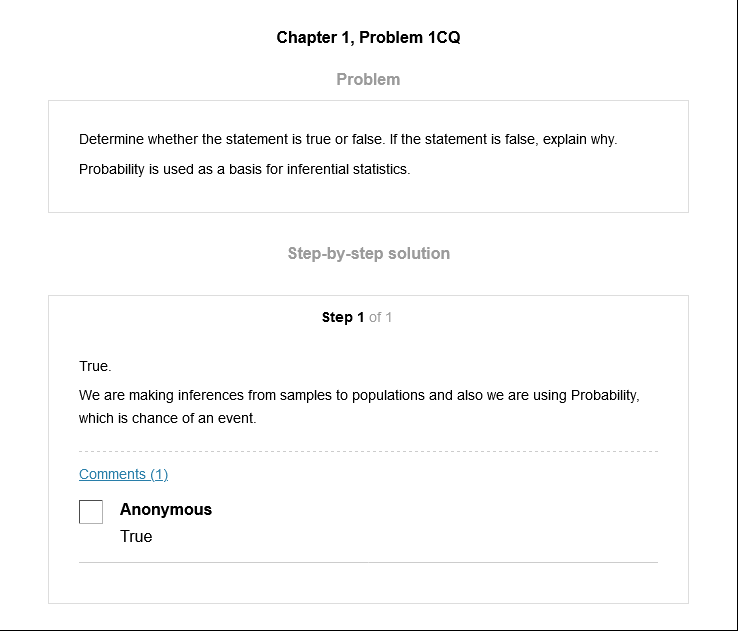 Chapter 1, Problem 1CQ
Problem
Determine whether the statement is true or false. If the statement is false, explain why.
Probability is used as a basis for inferential statistics.
Step-by-step solution
Step 1 of 1
True.
We are making inferences from samples to populations and also we are using Probability,
which is chance of an event.
Comments (1)
Anonymous
True